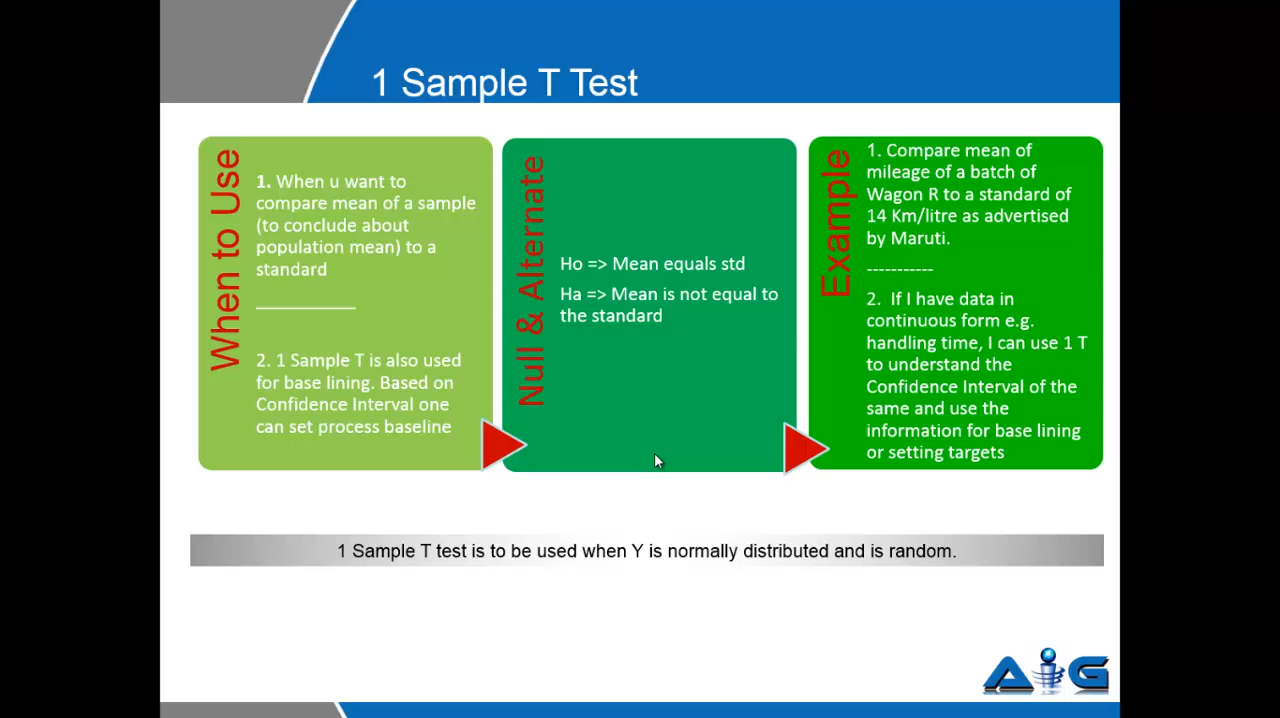 1 Sample T Test
When to Use
1. When u want to
compare mean of a sample
(to conclude about
population mean) to a
standard
2. 1 Sample T is also used
for base lining. Based on
Confidence Interval one
can set process baseline
Null & Alternate
Ho => Mean equals std
Ha => Mean is not equal to
the standard
Example
1. Compare mean of
mileage of a batch of
Wagon R to a standard of
14 Km/litre as advertised
by Maruti.
-----------
2. If I have data in
continuous form e.g.
handling time, I can use 1 T
to understand the
Confidence Interval of the
same and use the
information for base lining
or setting targets
1 Sample T test is to be used when Y is normally distributed and is random.
AiG